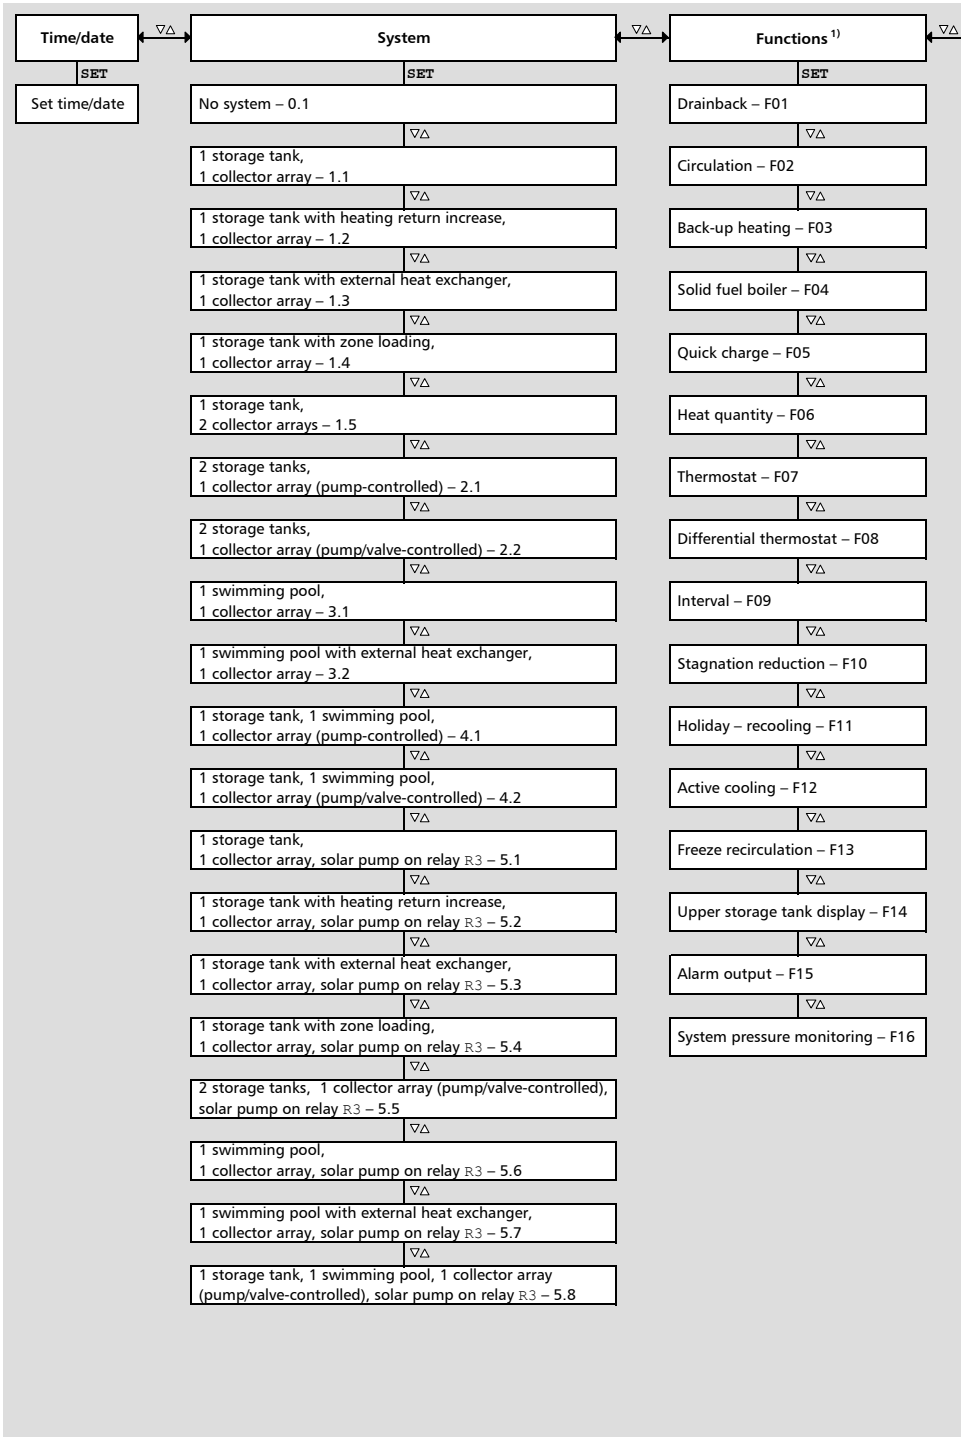 Time/date
▽△
System
▽△
Functions 1)
▽△
SET
Set time/date
SET
No system – 0.1
▽△
1 storage tank,
1 collector array – 1.1
▽△
1 storage tank with heating return increase,
1 collector array – 1.2
▽△
1 storage tank with external heat exchanger,
1 collector array – 1.3
▽△
1 storage tank with zone loading,
1 collector array – 1.4
▽△
1 storage tank,
2 collector arrays – 1.5
▽△
2 storage tanks,
1 collector array (pump-controlled) – 2.1
▽△
2 storage tanks,
1 collector array (pump/valve-controlled) – 2.2
▽△
1 swimming pool,
1 collector array – 3.1
▽△
1 swimming pool with external heat exchanger,
1 collector array – 3.2
▽△
1 storage tank, 1 swimming pool,
1 collector array (pump-controlled) – 4.1
▽△
1 storage tank, 1 swimming pool,
1 collector array (pump/valve-controlled) – 4.2
▽△
1 storage tank,
1 collector array, solar pump on relay R3 – 5.1
▽△
1 storage tank with heating return increase,
1 collector array, solar pump on relay R3 – 5.2
▽△
1 storage tank with external heat exchanger,
1 collector array, solar pump on relay R3 – 5.3
▽△
1 storage tank with zone loading,
1 collector array, solar pump on relay R3 – 5.4
▽△
2 storage tanks, 1 collector array (pump/valve-controlled),
solar pump on relay R3 – 5.5
▽△
1 swimming pool,
1 collector array, solar pump on relay R3 – 5.6
▽△
1 swimming pool with external heat exchanger,
1 collector array, solar pump on relay R3 – 5.7
▽△
1 storage tank, 1 swimming pool, 1 collector array
(pump/valve-controlled), solar pump on relay R3 – 5.8
SET
Drainback – F01
▽△
Circulation – F02
▽△
Back-up heating – F03
▽△
Solid fuel boiler – F04
▽△
Quick charge – F05
▽△
Heat quantity – F06
▽△
Thermostat – F07
▽△
Differential thermostat – F08
▽△
Interval – F09
▽△
Stagnation reduction – F10
▽△
Holiday – recooling – F11
▽△
Active cooling – F12
▽△
Freeze recirculation – F13
▽△
Upper storage tank display – F14
▽△
Alarm output – F15
▽△
System pressure monitoring – F16